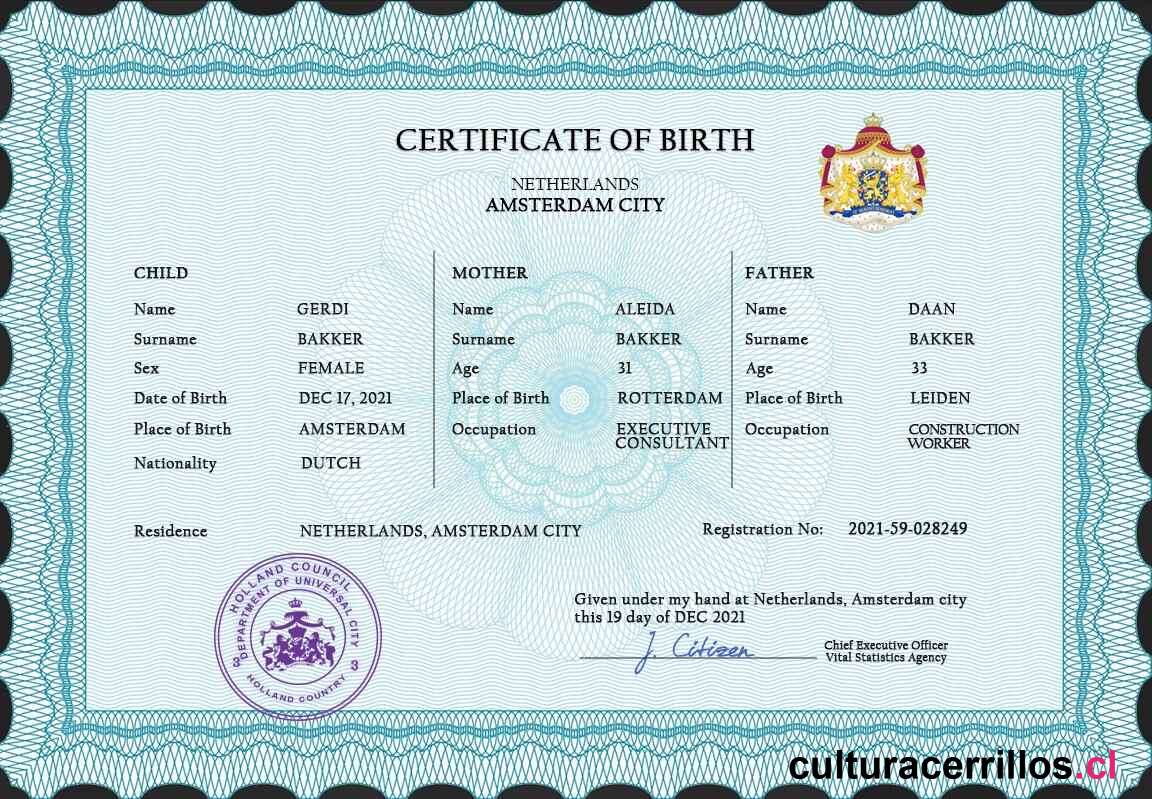 CERTIFICATE OF BIRTH
NETHERLANDS
AMSTERDAM CITY
CHILD
Name GERDI
Surname BAKKER
Sex FEMALE
Date of Birth DEC 17, 2021
Place of Birth AMSTERDAM
Nationality DUTCH
MOTHER
Name ALEIDA
Surname BAKKER
Age 31
Place of Birth ROTTERDAM
Occupation EXECUTIVE
CONSULTANT
FATHER
Name DAAN
Surname BAKKER
Age 33
Place of Birth LEIDEN
Occupation CONSTRUCTION
WORKER
Residence NETHERLANDS, AMSTERDAM CITY
Registration No: 2021-59-028249
HOLLAND COUNCIL
DEPARTMENT OF UNIVERSAL CITY
3 3
HOLLAND COUNTRY
Given under my hand at Netherlands, Amsterdam city
this 19 day of DEC 2021
J. Citizen
Chief Executive Officer
Vital Statistics Agency
culturacerrillos.cl